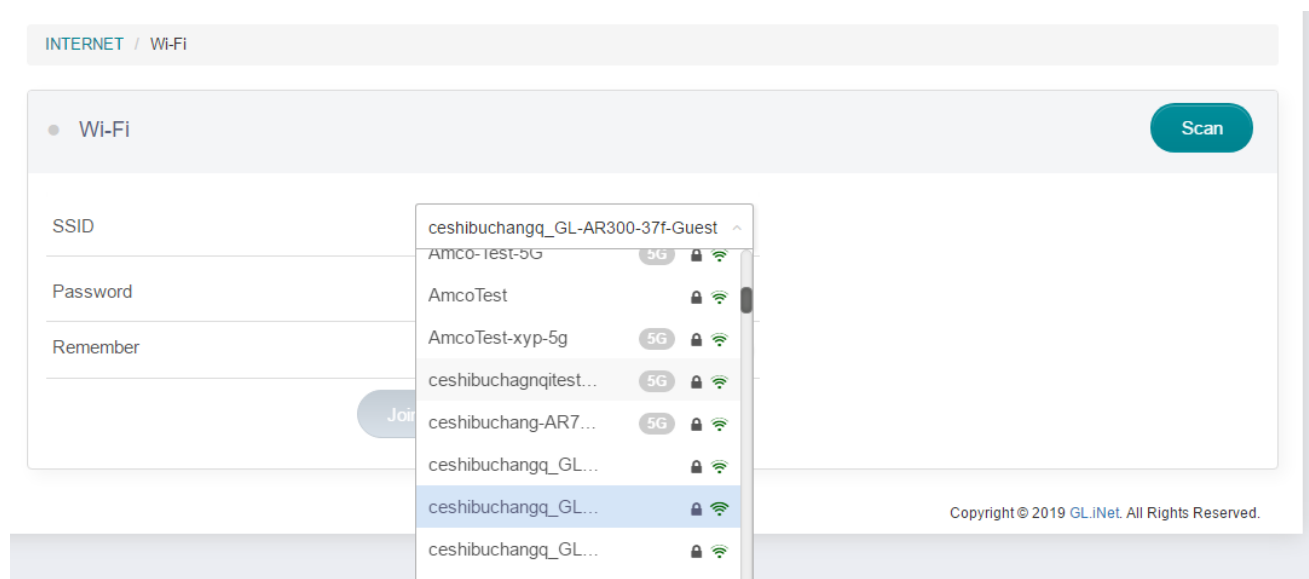 INTERNET / Wi-Fi
Wi-Fi
Scan
SSID
ceshibuchangq_GL-AR300-37f-Guest
Amco-Test-5G 5G
Password
AmcoTest
AmcoTest-xyp-5g 5G
Remember
ceshibuchagnqitest... 5G
Join
ceshibuchang-AR7... 5G
ceshibuchangq_GL...
ceshibuchangq_GL...
ceshibuchangq_GL...
Copyright © 2019 GL.iNet. All Rights Reserved.